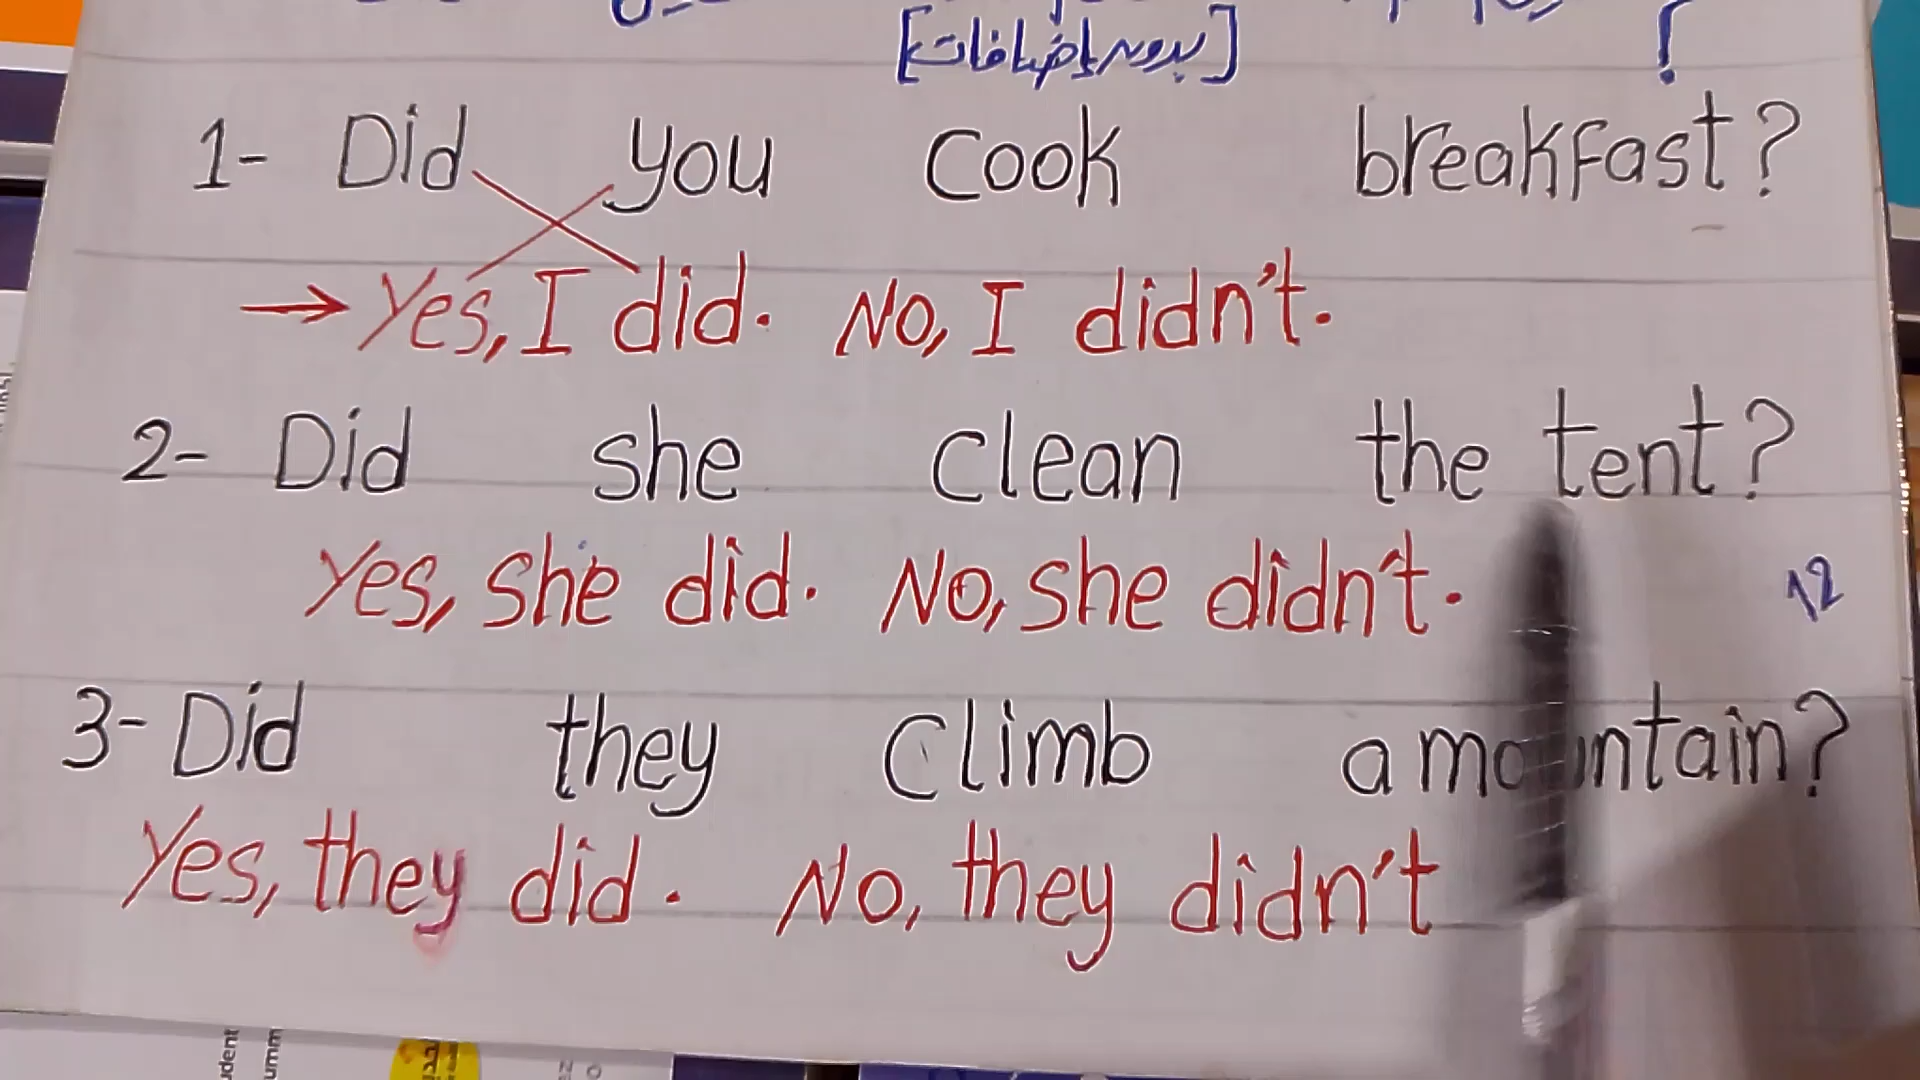 [بدون إضافات]
1- Did you cook breakfast?
→ Yes, I did. No, I didn't.
2- Did she clean the tent?
Yes, she did. No, she didn't.
12
3- Did they climb a mountain?
Yes, they did. No, they didn't